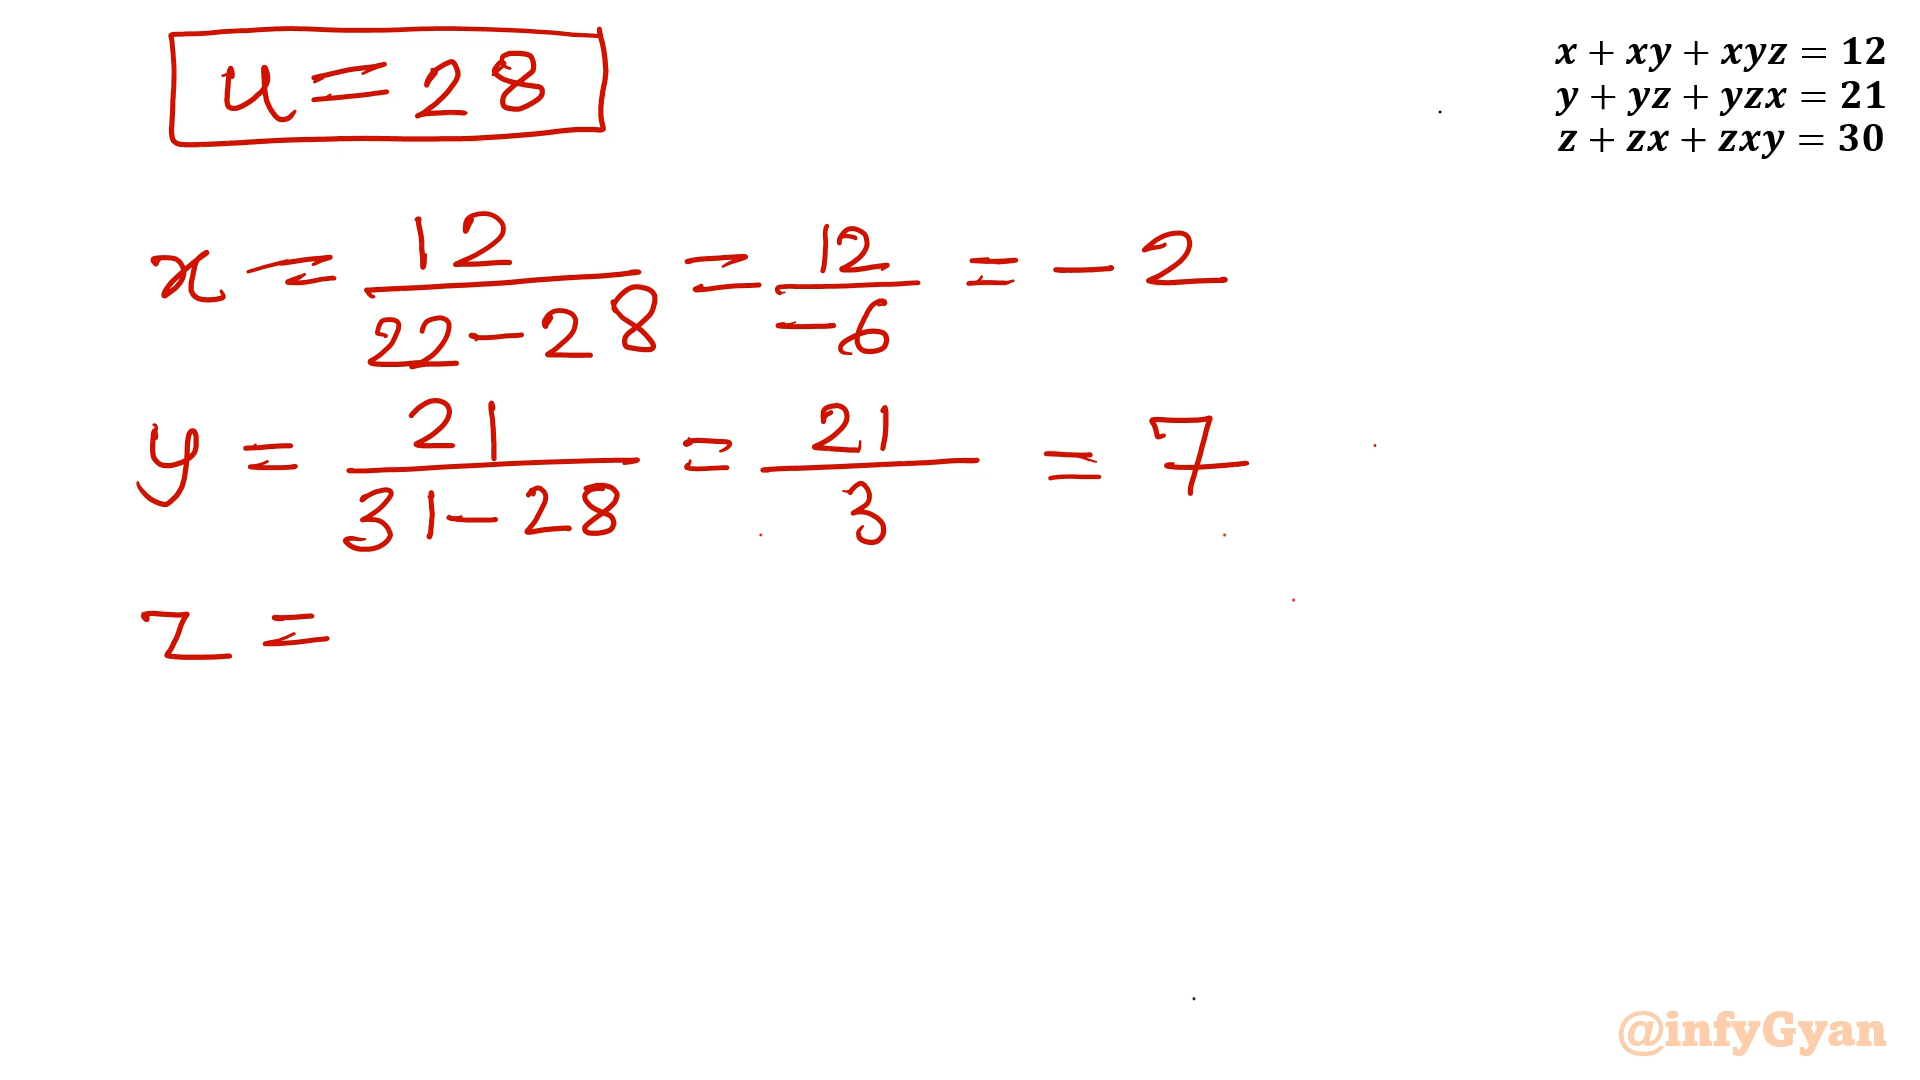 u = 28
x + xy + xyz = 12
y + yz + yzx = 21
z + zx + zxy = 30
x = 12/(22 - 28) = 12/-6 = -2
y = 21/(31 - 28) = 21/3 = 7
z =
@infyGyan